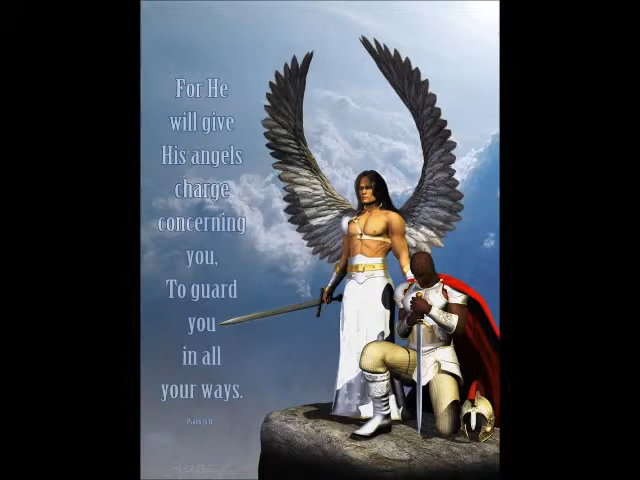 For He
will give
His angels
charge
concerning
you,
To guard
you
in all
your ways.